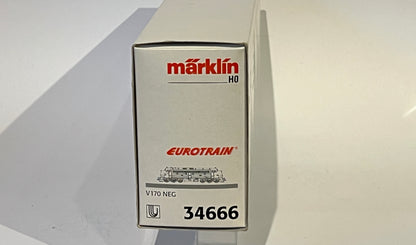 märklin
H0
EUROTRAIN®
V170 NEG
U
34666